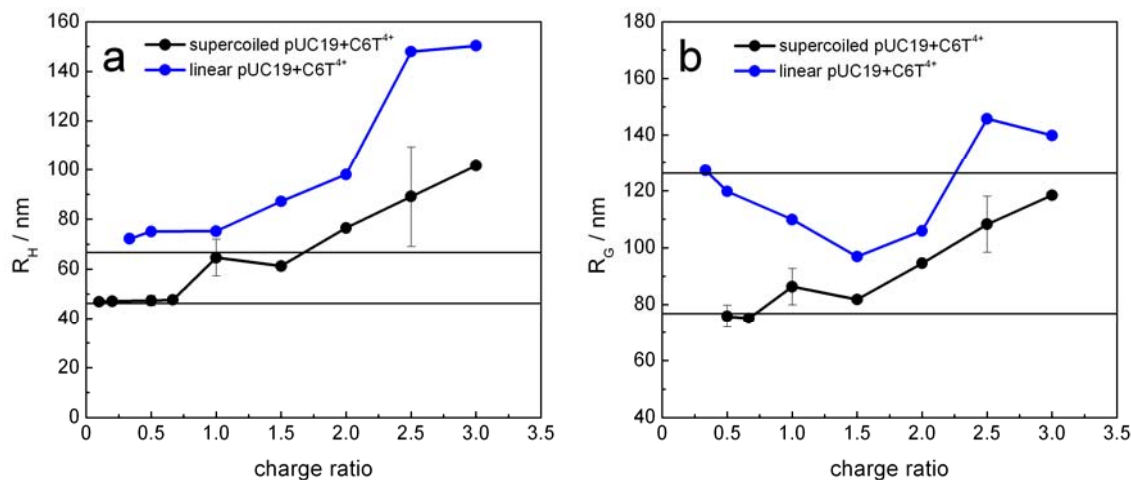 a
supercoiled pUC19+C6T⁴⁺
linear pUC19+C6T⁴⁺
R_H / nm
160
140
120
100
80
60
40
20
0
0 0.5 1.0 1.5 2.0 2.5 3.0 3.5
charge ratio
b
supercoiled pUC19+C6T⁴⁺
linear pUC19+C6T⁴⁺
R_G / nm
180
160
140
120
100
80
60
40
0.5 1.0 1.5 2.0 2.5 3.0 3.5
charge ratio